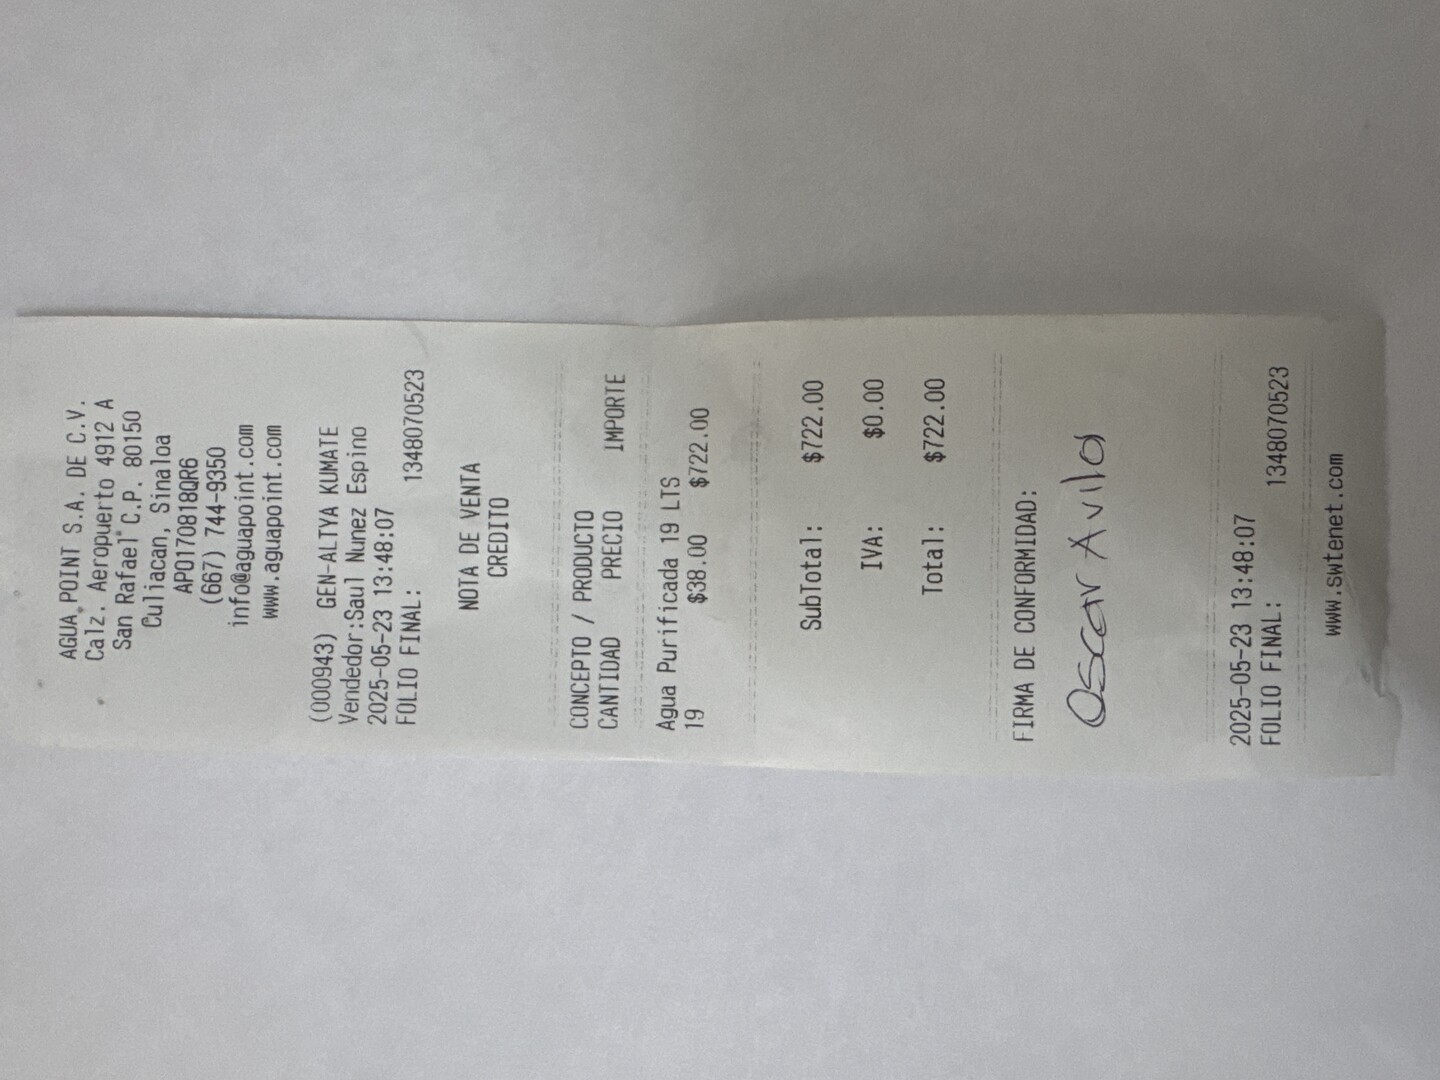 AGUA POINT S.A. DE C.V.
Calz. Aeropuerto 4912 A
San Rafael C.P. 80150
Culiacan, Sinaloa
APO170818QR6
(667) 744-9350
info@aguapoint.com
www.aguapoint.com
(000943) GEN-ALTYA KUMATE
Vendedor:Saul Nunez Espino
2025-05-23 13:48:07
FOLIO FINAL: 1348070523
NOTA DE VENTA
CREDITO
CONCEPTO / PRODUCTO
CANTIDAD PRECIO IMPORTE
Agua Purificada 19 LTS
19 $38.00 $722.00
SubTotal: $722.00
IVA: $0.00
Total: $722.00
FIRMA DE CONFORMIDAD:
Oscar Avila
2025-05-23 13:48:07
FOLIO FINAL: 1348070523
www.swtenet.com